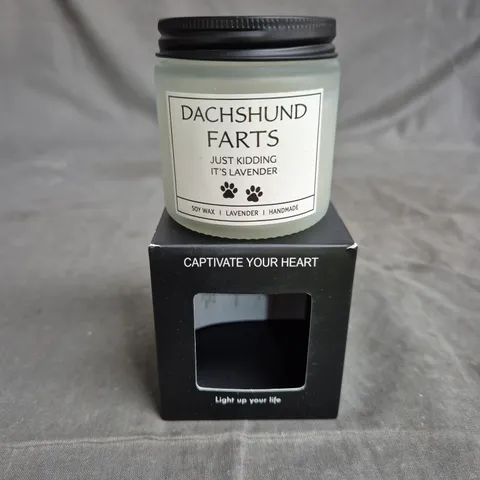 DACHSHUND
FARTS
JUST KIDDING
IT'S LAVENDER
SOY WAX | LAVENDER | HANDMADE
CAPTIVATE YOUR HEART
Light up your life